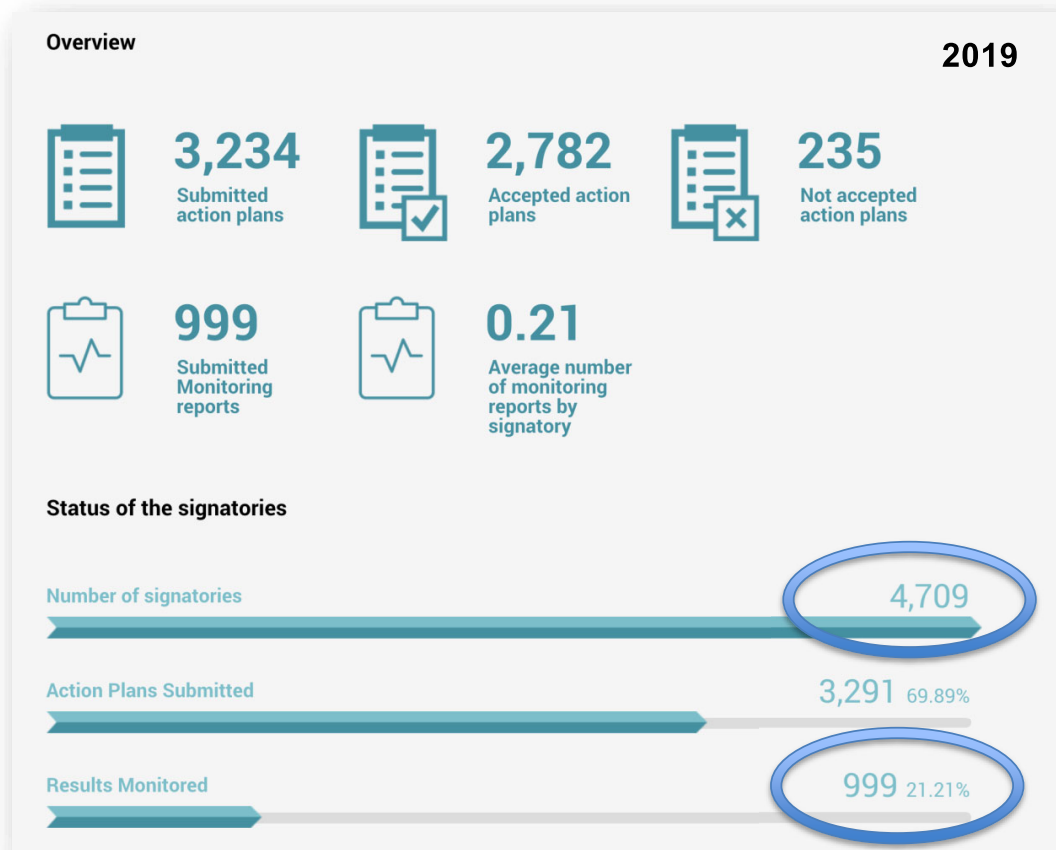 Overview
2019
3,234
Submitted
action plans
2,782
Accepted action
plans
235
Not accepted
action plans
999
Submitted
Monitoring
reports
0.21
Average number
of monitoring
reports by
signatory
Status of the signatories
Number of signatories
4,709
Action Plans Submitted
3,291 69.89%
Results Monitored
999 21.21%